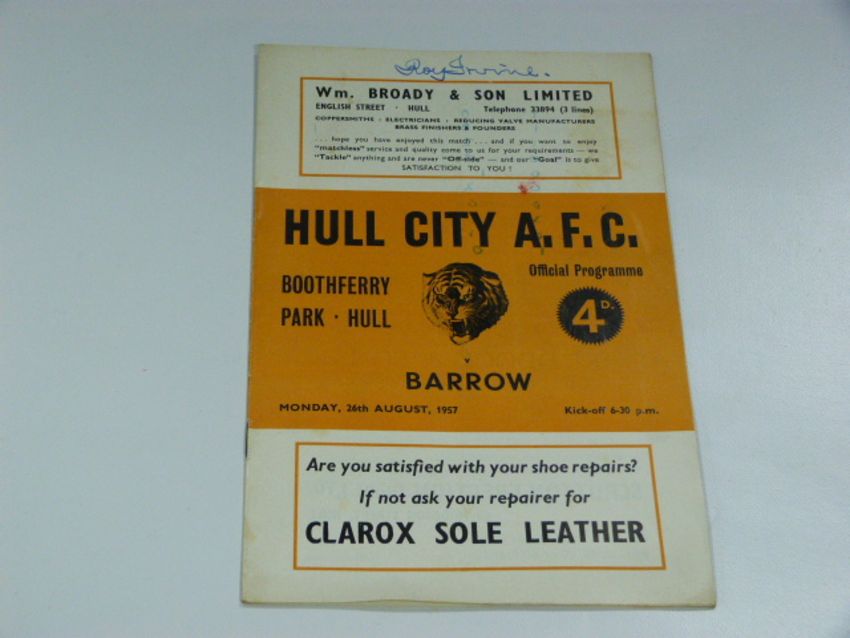 Roy Irvine.
Wm. BROADY & SON LIMITED
ENGLISH STREET · HULL Telephone 23894 (3 lines)
COPPERSMITHS · ELECTRICIANS · REDUCING VALVE MANUFACTURERS
BRASS FINISHERS & FOUNDERS
. . . hope you have enjoyed this match . . . and if you want to enjoy
"matchless" service and quality come to us for your requirements — we
"Tackle" anything and are never "Off-side" — and our "Goal" is to give
SATISFACTION TO YOU !
HULL CITY A.F.C.
Official Programme
BOOTHFERRY
PARK · HULL
4D.
v
BARROW
MONDAY, 26th AUGUST, 1957 Kick-off 6-30 p.m.
Are you satisfied with your shoe repairs?
If not ask your repairer for
CLAROX SOLE LEATHER